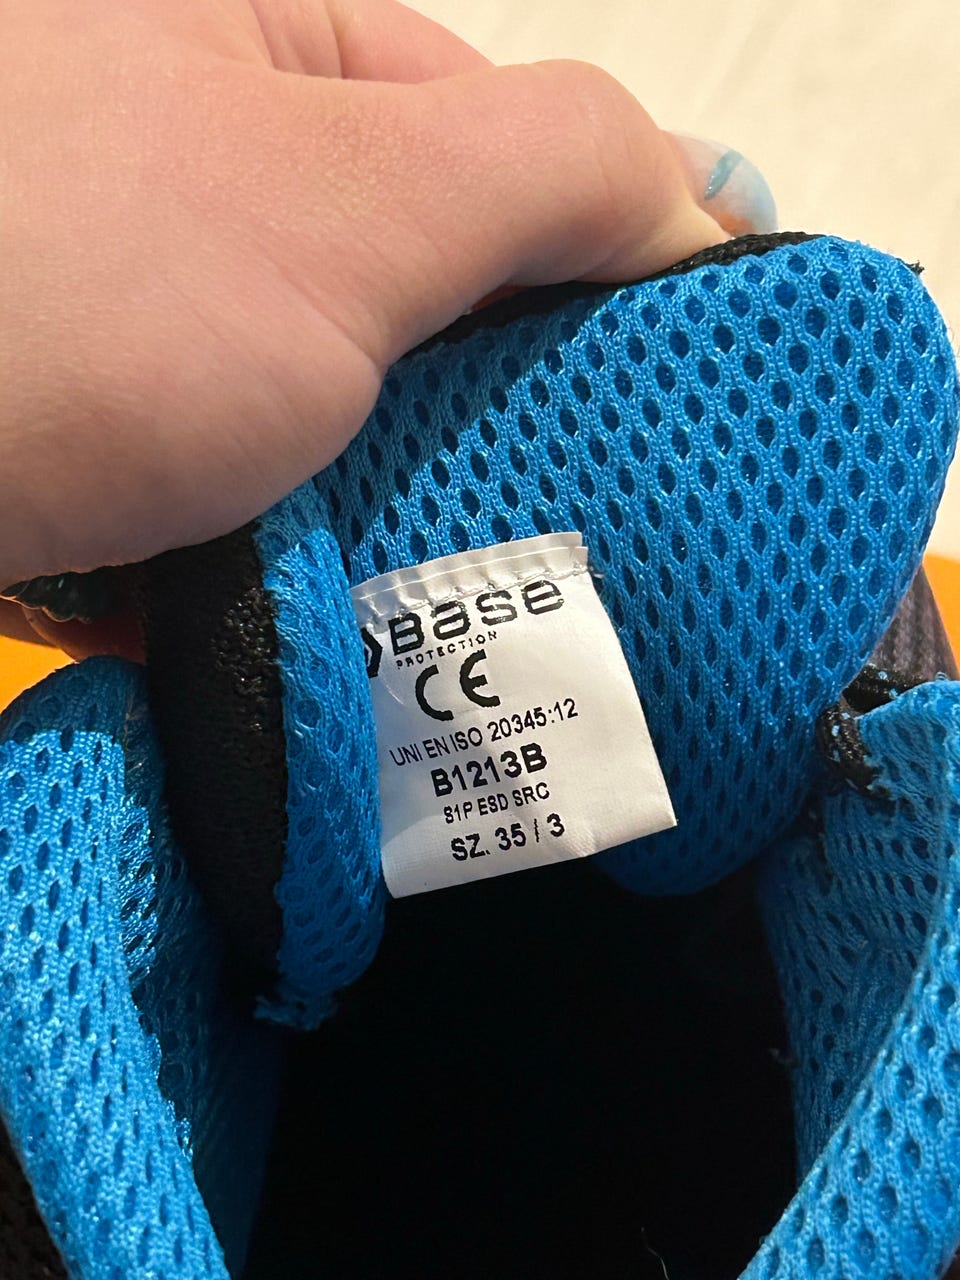 Base
PROTECTION
CE
UNI EN ISO 20345:12
B1213B
S1P ESD SRC
SZ. 35 / 3